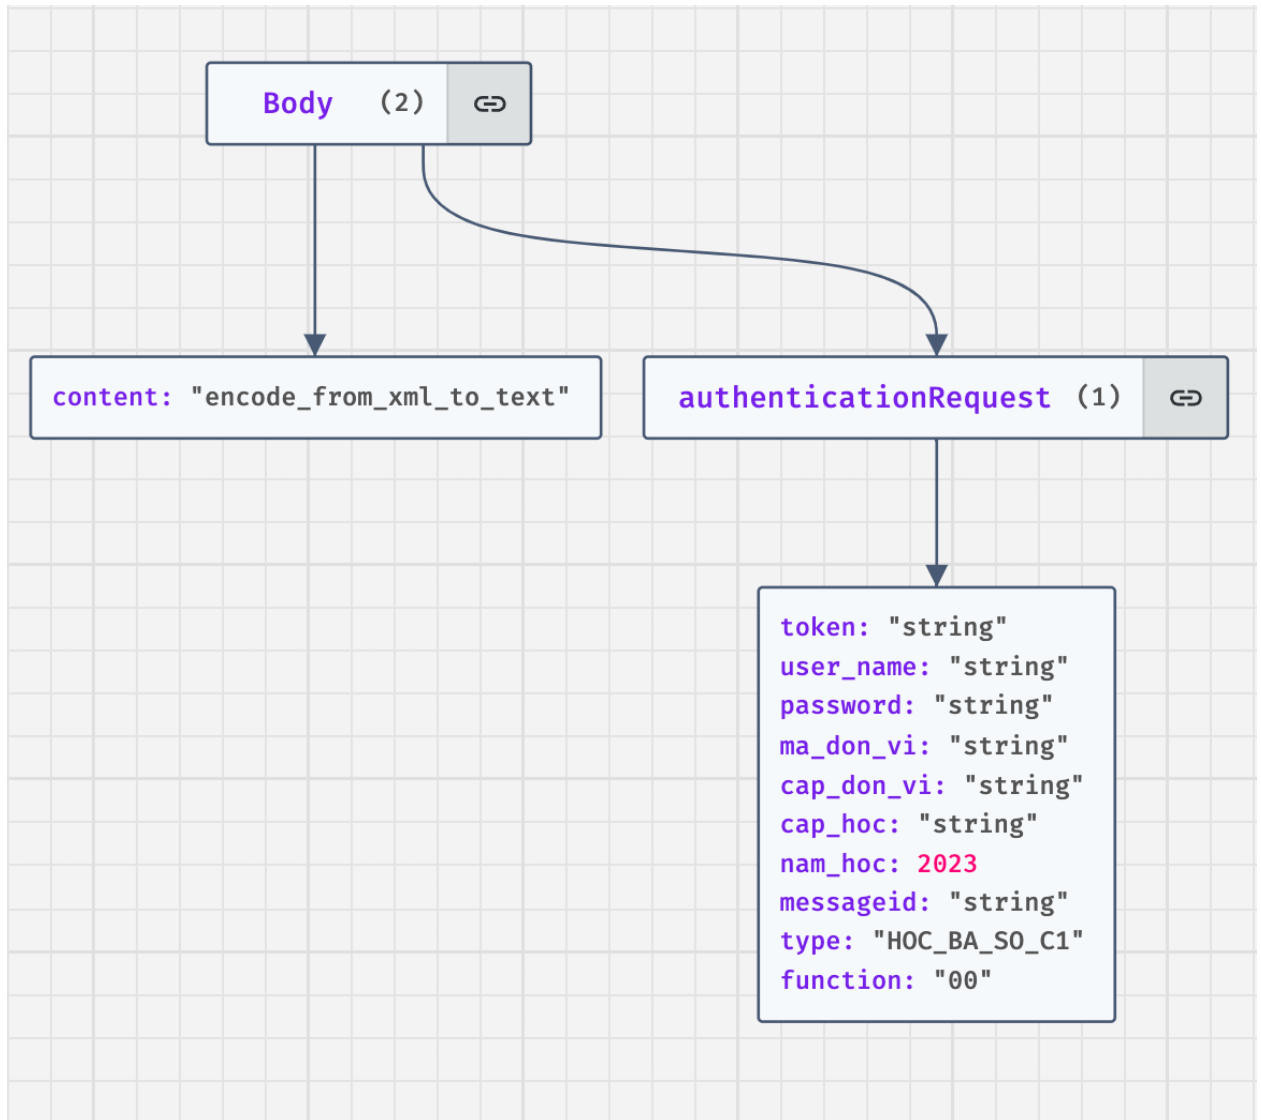 Body (2)
content: "encode_from_xml_to_text"
authenticationRequest (1)
token: "string"
user_name: "string"
password: "string"
ma_don_vi: "string"
cap_don_vi: "string"
cap_hoc: "string"
nam_hoc: 2023
messageid: "string"
type: "HOC_BA_SO_C1"
function: "00"